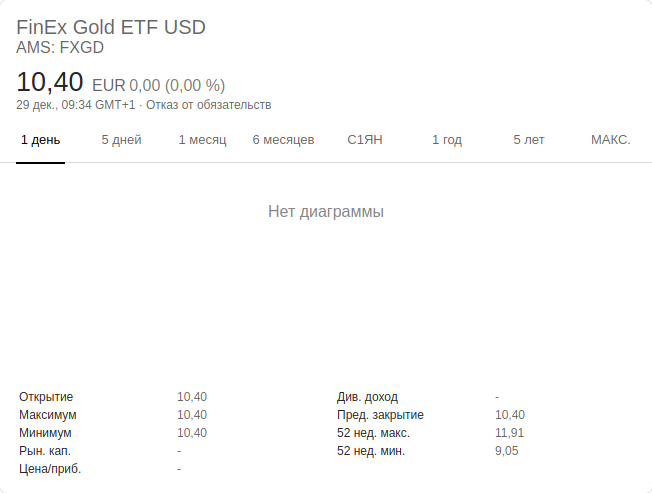 FinEx Gold ETF USD
AMS: FXGD
10,40 EUR 0,00 (0,00 %)
29 дек., 09:34 GMT+1 · Отказ от обязательств
1 день 5 дней 1 месяц 6 месяцев С1ЯН 1 год 5 лет МАКС.
Нет диаграммы
Открытие 10,40 Див. доход -
Максимум 10,40 Пред. закрытие 10,40
Минимум 10,40 52 нед. макс. 11,91
Рын. кап. - 52 нед. мин. 9,05
Цена/приб. -